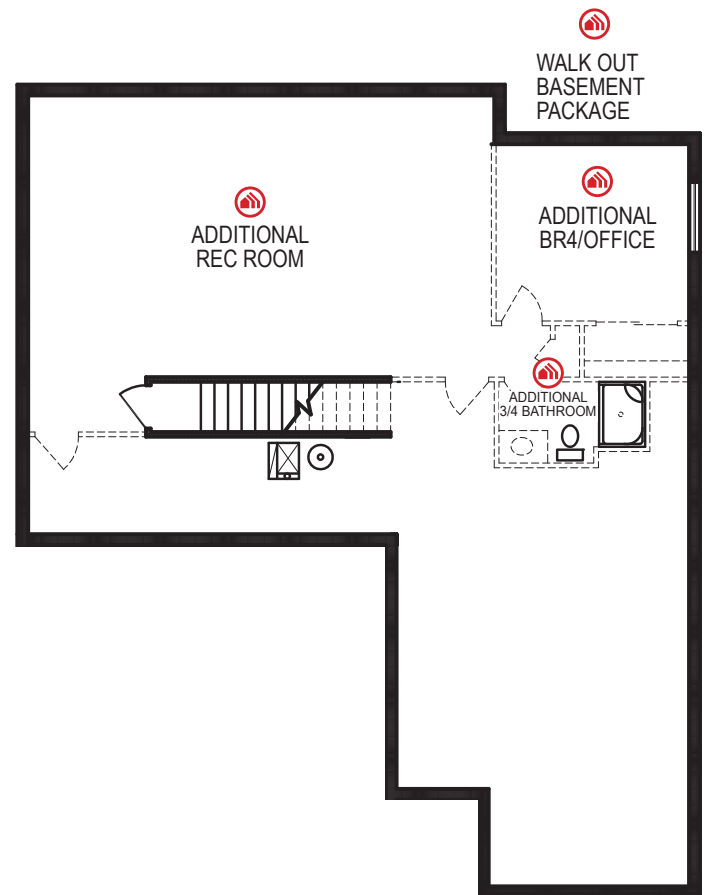 WALK OUT
BASEMENT
PACKAGE
ADDITIONAL
REC ROOM
ADDITIONAL
BR4/OFFICE
ADDITIONAL
3/4 BATHROOM